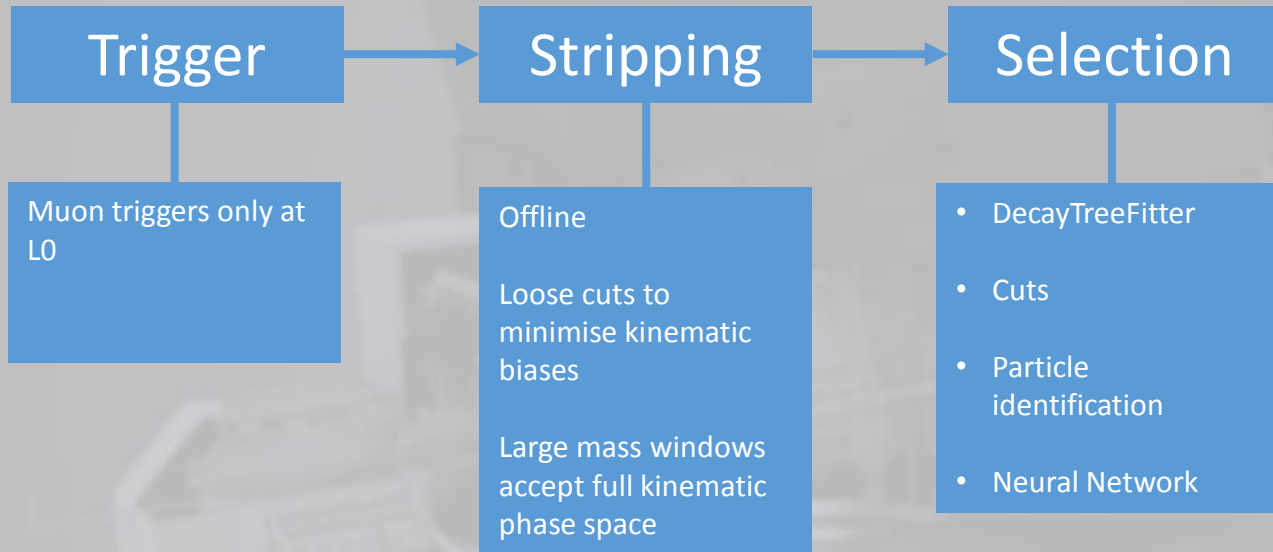 Trigger
Stripping
Selection
Muon triggers only at
L0
Offline
Loose cuts to
minimise kinematic
biases
Large mass windows
accept full kinematic
phase space
• DecayTreeFitter
• Cuts
• Particle
identification
• Neural Network